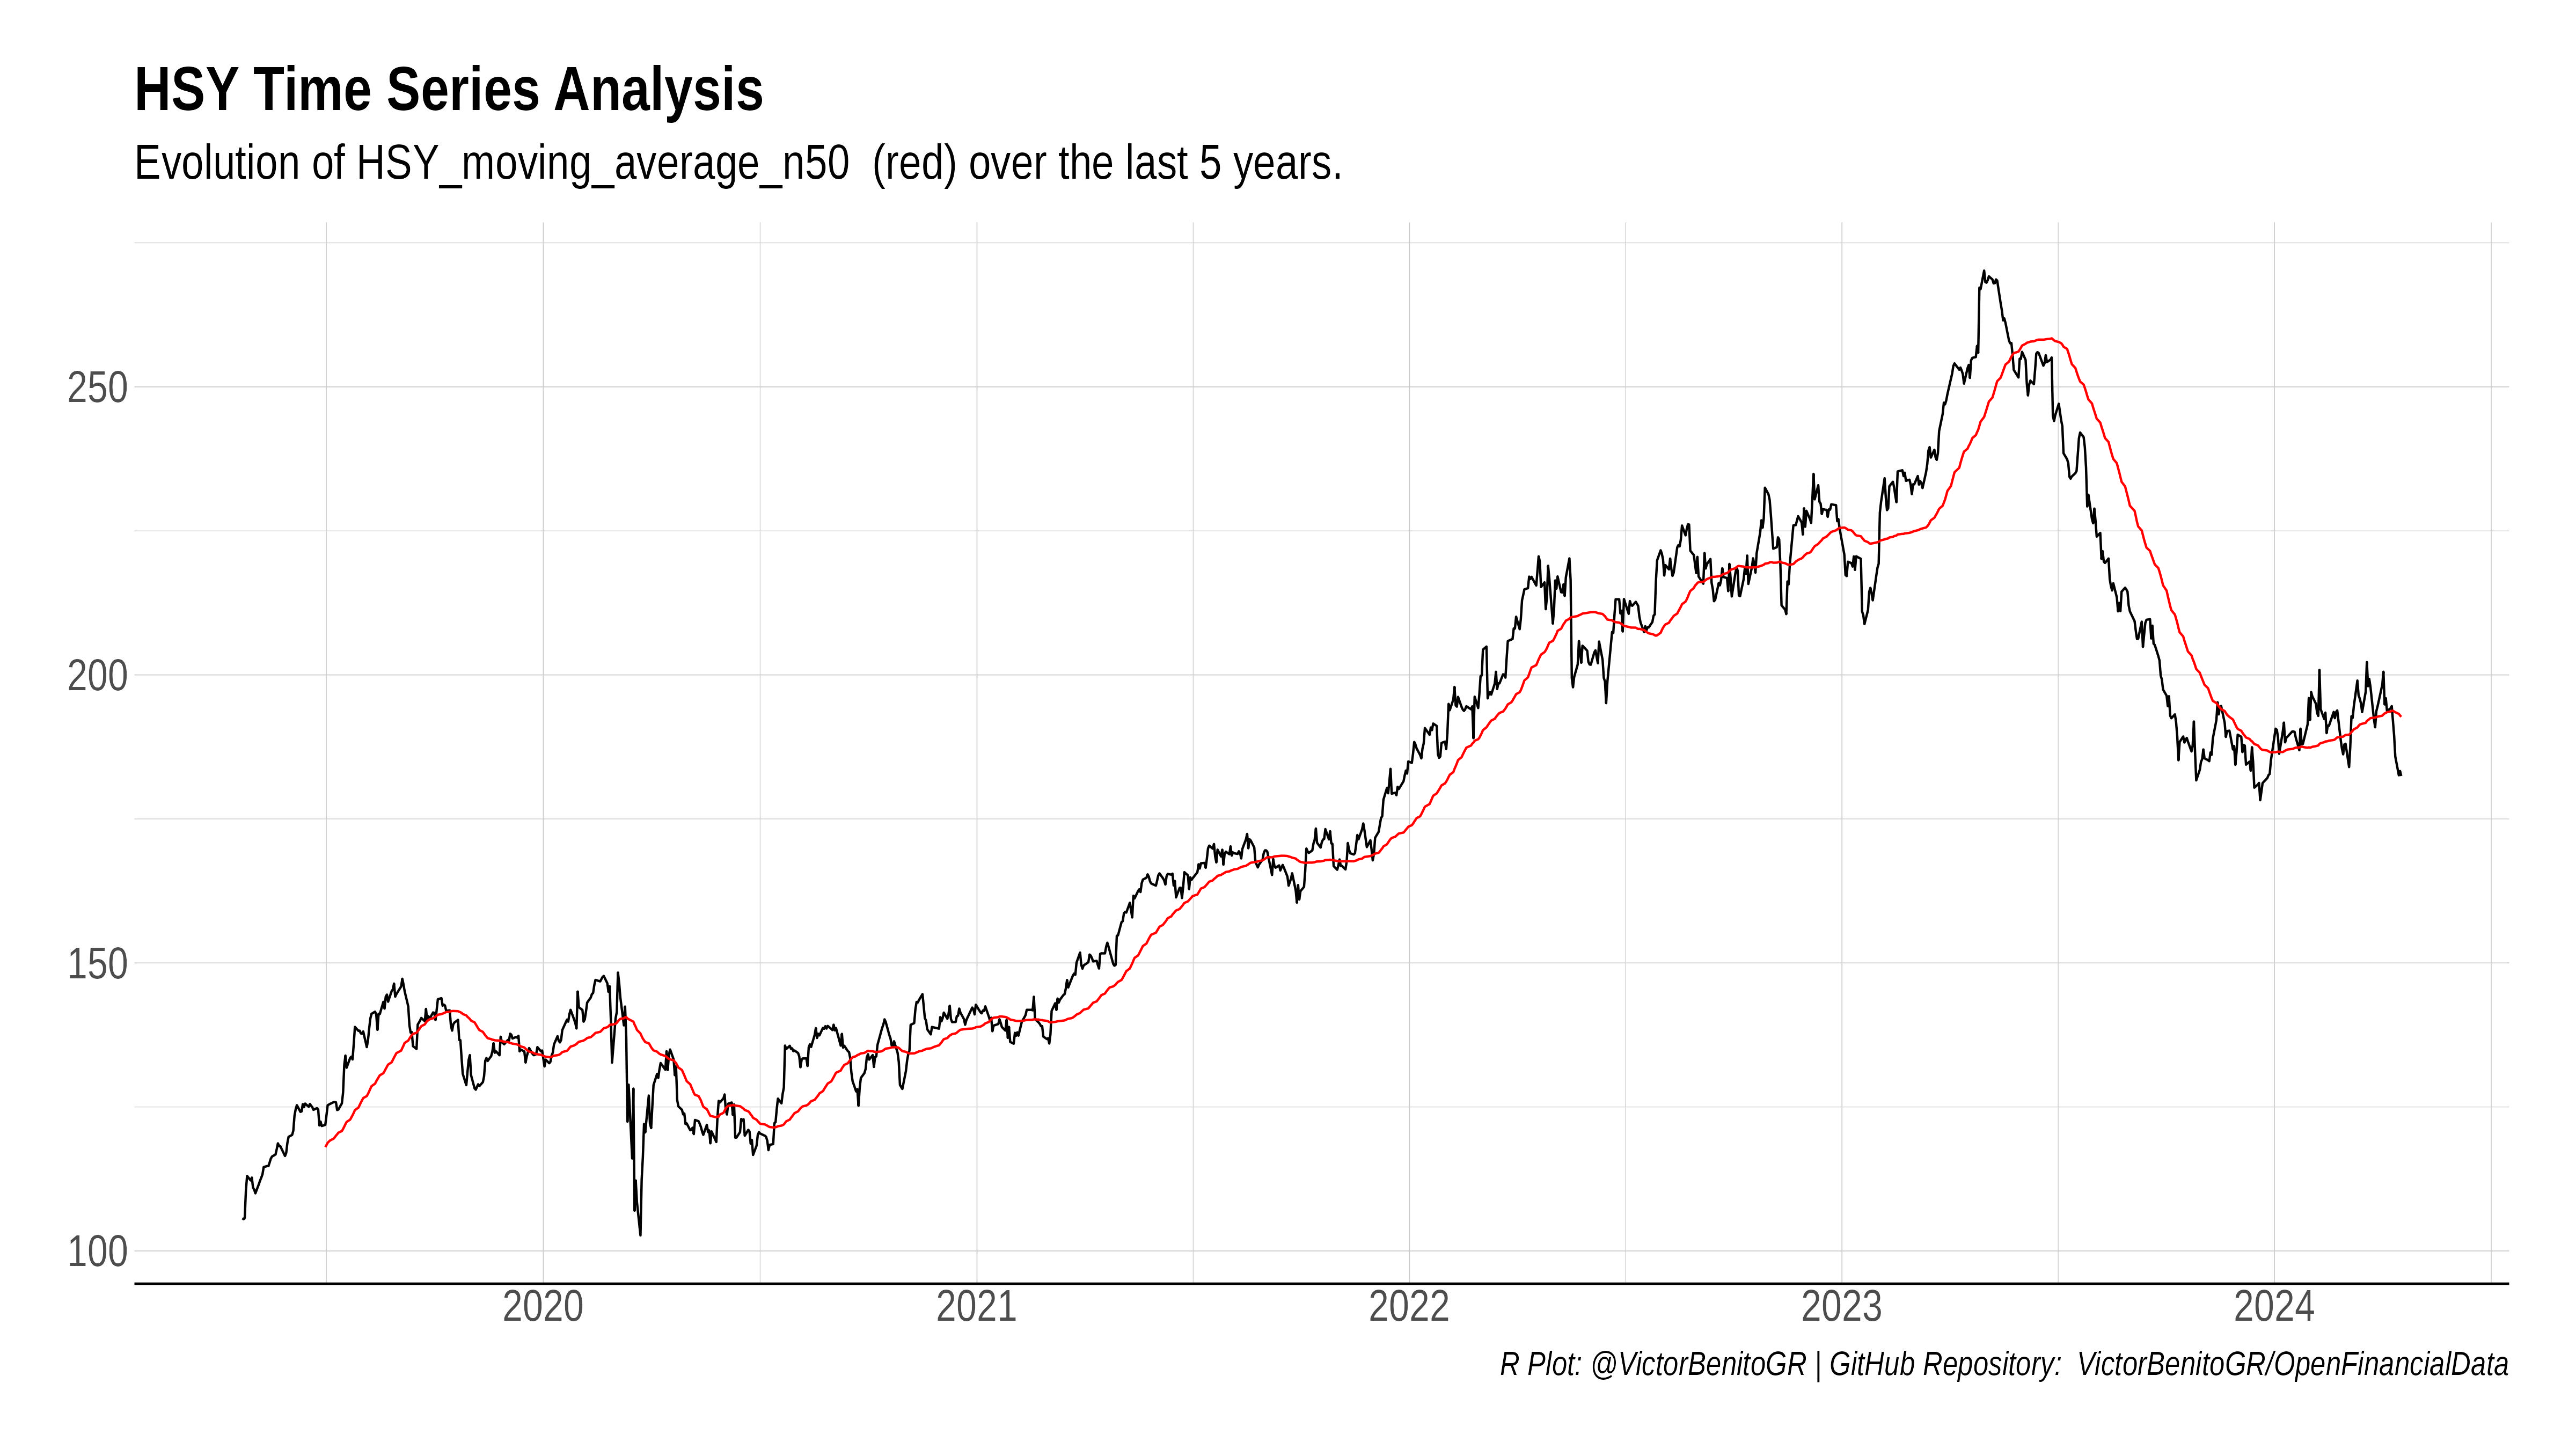 HSY Time Series Analysis
Evolution of HSY_moving_average_n50  (red) over the last 5 years.
250
200
150
100
2020 2021 2022 2023 2024
R Plot: @VictorBenitoGR | GitHub Repository:  VictorBenitoGR/OpenFinancialData